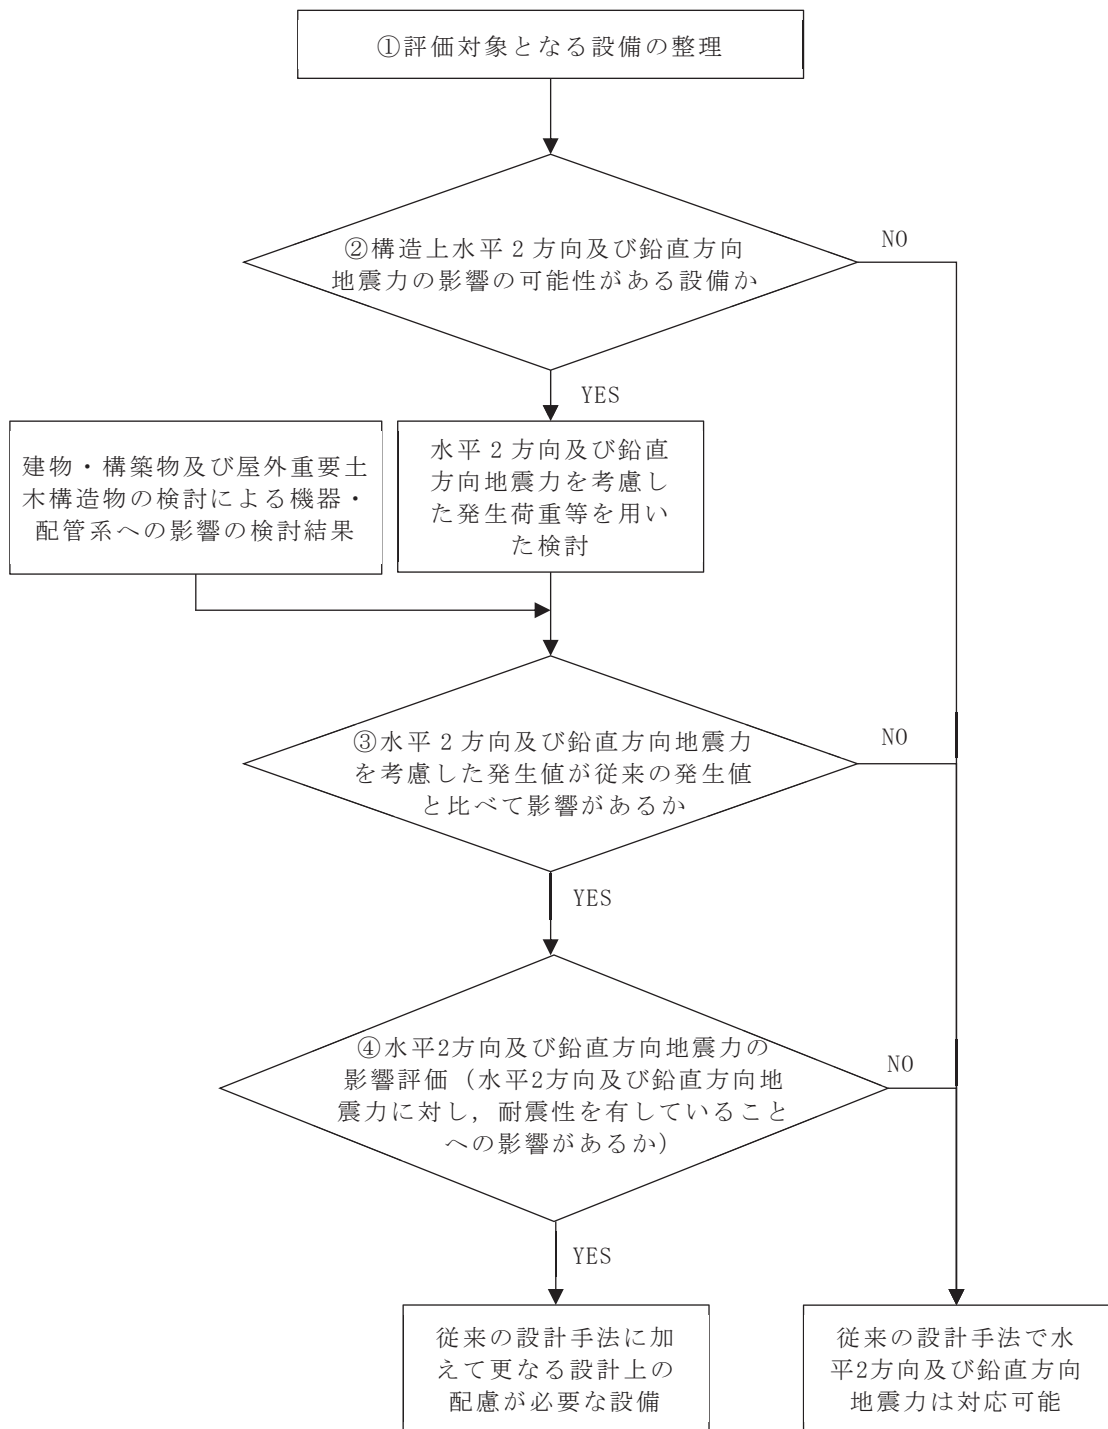 ①評価対象となる設備の整理
②構造上水平２方向及び鉛直方向
地震力の影響の可能性がある設備か
NO
YES
建物・構築物及び屋外重要土
木構造物の検討による機器・
配管系への影響の検討結果
水平２方向及び鉛直
方向地震力を考慮し
た発生荷重等を用い
た検討
③水平２方向及び鉛直方向地震力
を考慮した発生値が従来の発生値
と比べて影響があるか
NO
YES
④水平2方向及び鉛直方向地震力の
影響評価（水平2方向及び鉛直方向地
震力に対し，耐震性を有していること
への影響があるか）
NO
YES
従来の設計手法に加
えて更なる設計上の
配慮が必要な設備
従来の設計手法で水
平2方向及び鉛直方向
地震力は対応可能